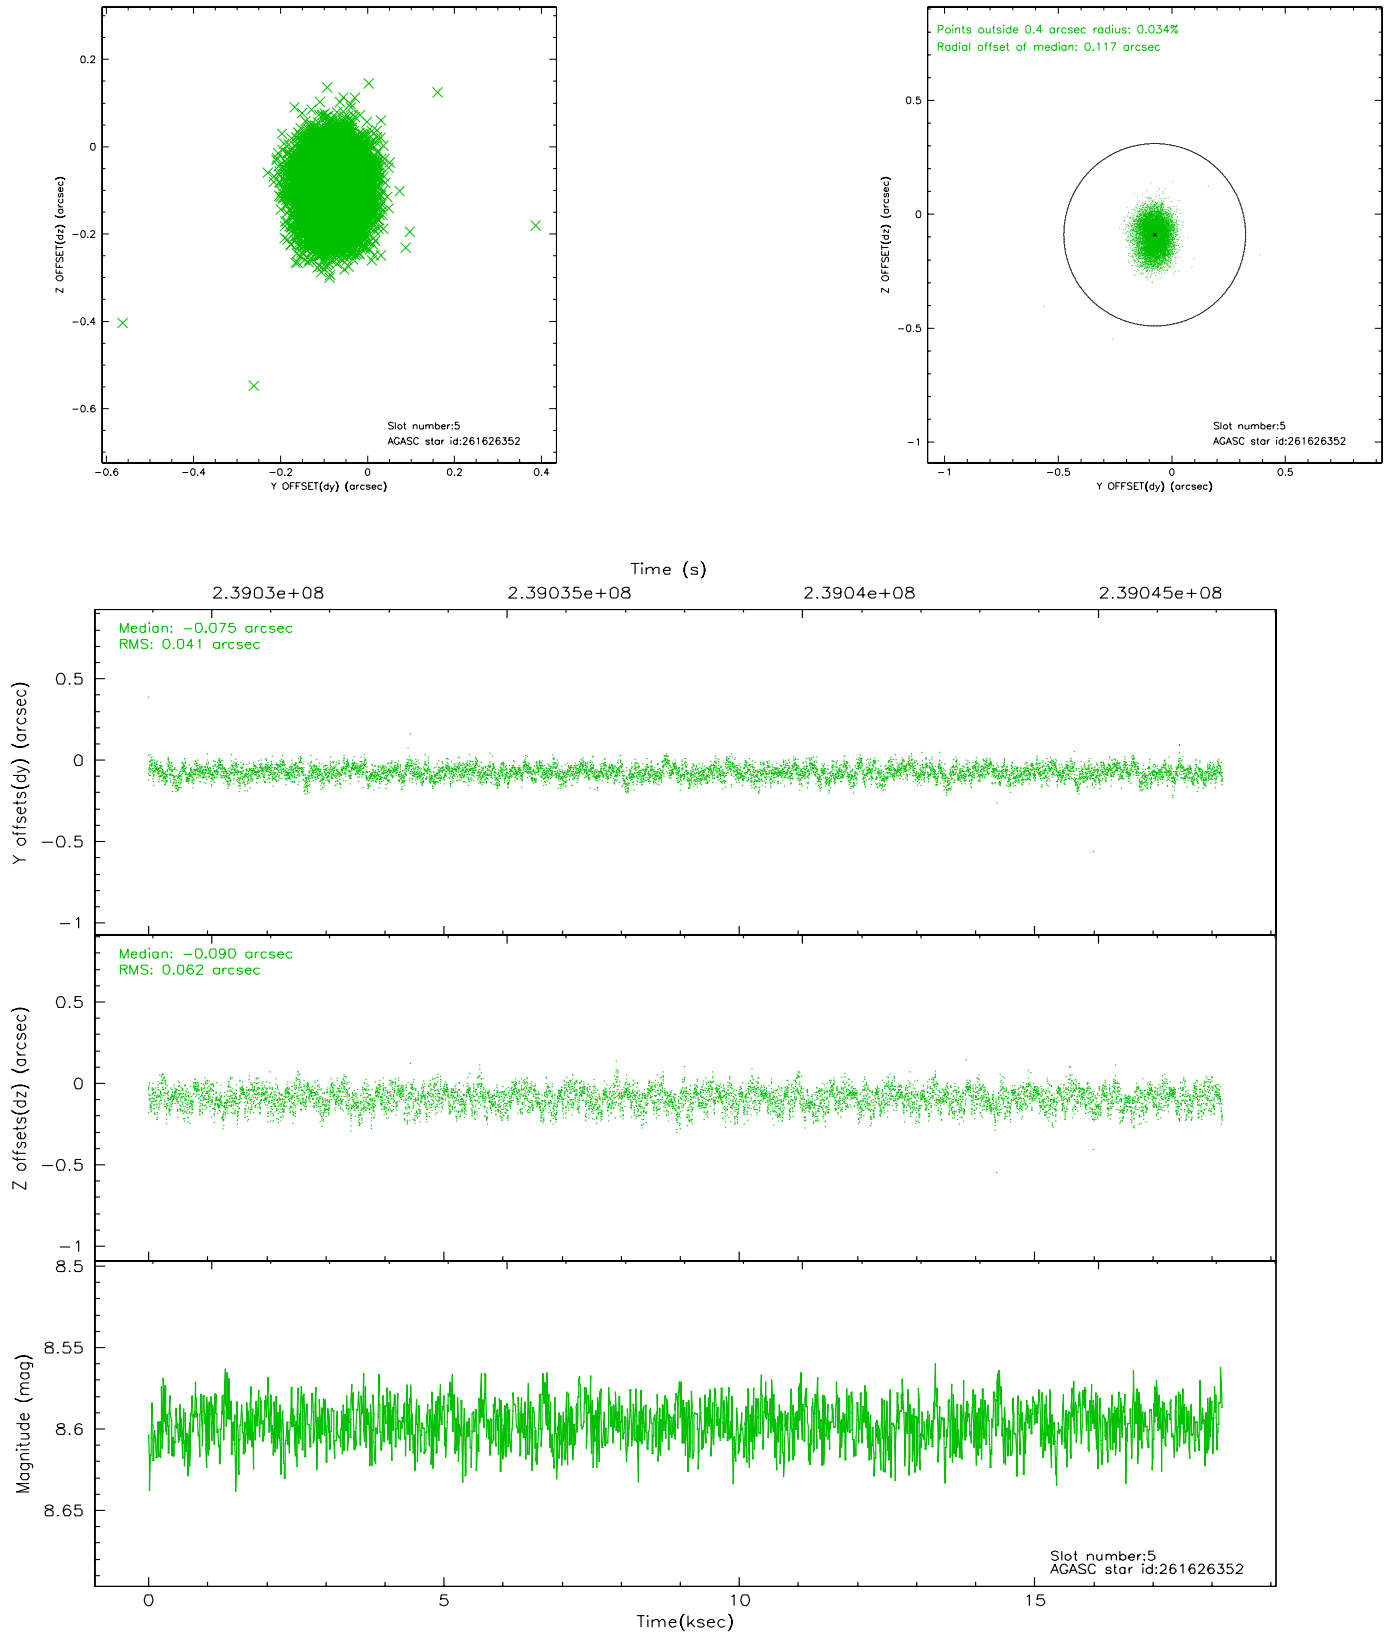 0.2
0
−0.2
−0.4
−0.6
Z OFFSET(dz) (arcsec)
−0.6 −0.4 −0.2 0 0.2 0.4
Y OFFSET(dy) (arcsec)
Slot number:5
AGASC star id:261626352
Points outside 0.4 arcsec radius: 0.034%
Radial offset of median: 0.117 arcsec
0.5
0
−0.5
−1
Z OFFSET(dz) (arcsec)
−1 −0.5 0 0.5
Y OFFSET(dy) (arcsec)
Slot number:5
AGASC star id:261626352
Time (s)
2.3903e+08 2.39035e+08 2.3904e+08 2.39045e+08
Median: −0.075 arcsec
RMS: 0.041 arcsec
0.5
0
−0.5
−1
Y offsets(dy) (arcsec)
Median: −0.090 arcsec
RMS: 0.062 arcsec
0.5
0
−0.5
−1
Z offsets(dz) (arcsec)
8.5
8.55
8.6
8.65
Magnitude (mag)
Slot number:5
AGASC star id:261626352
0 5 10 15
Time(ksec)